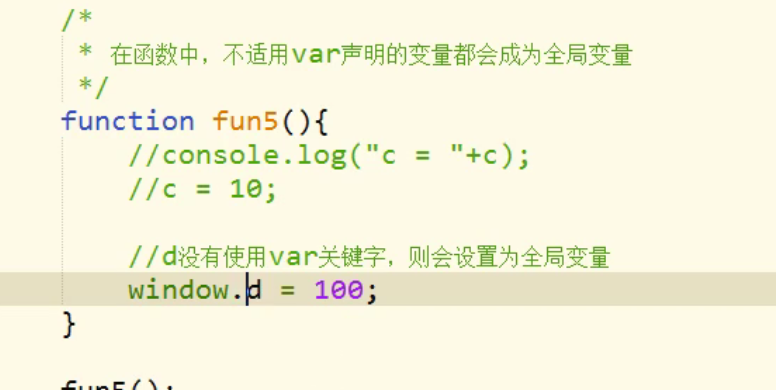 /*
 * 在函数中，不适用var声明的变量都会成为全局变量
 */
function fun5(){
//console.log("c = "+c);
//c = 10;
//d没有使用var关键字，则会设置为全局变量
window.d = 100;
}
fun5();